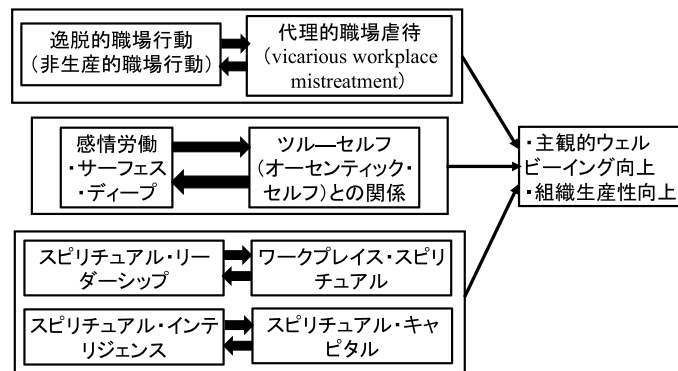 逸脱的職場行動
(非生産的職場行動)
代理的職場虐待
(vicarious workplace
mistreatment)
感情労働
・サーフェス
・ディープ
ツル―セルフ
(オーセンティック・
セルフ)との関係
・主観的ウェル
ビーイング向上
・組織生産性向上
スピリチュアル・リー
ダーシップ
ワークプレイス・スピリ
チュアル
スピリチュアル・インテ
リジェンス
スピリチュアル・キャ
ピタル